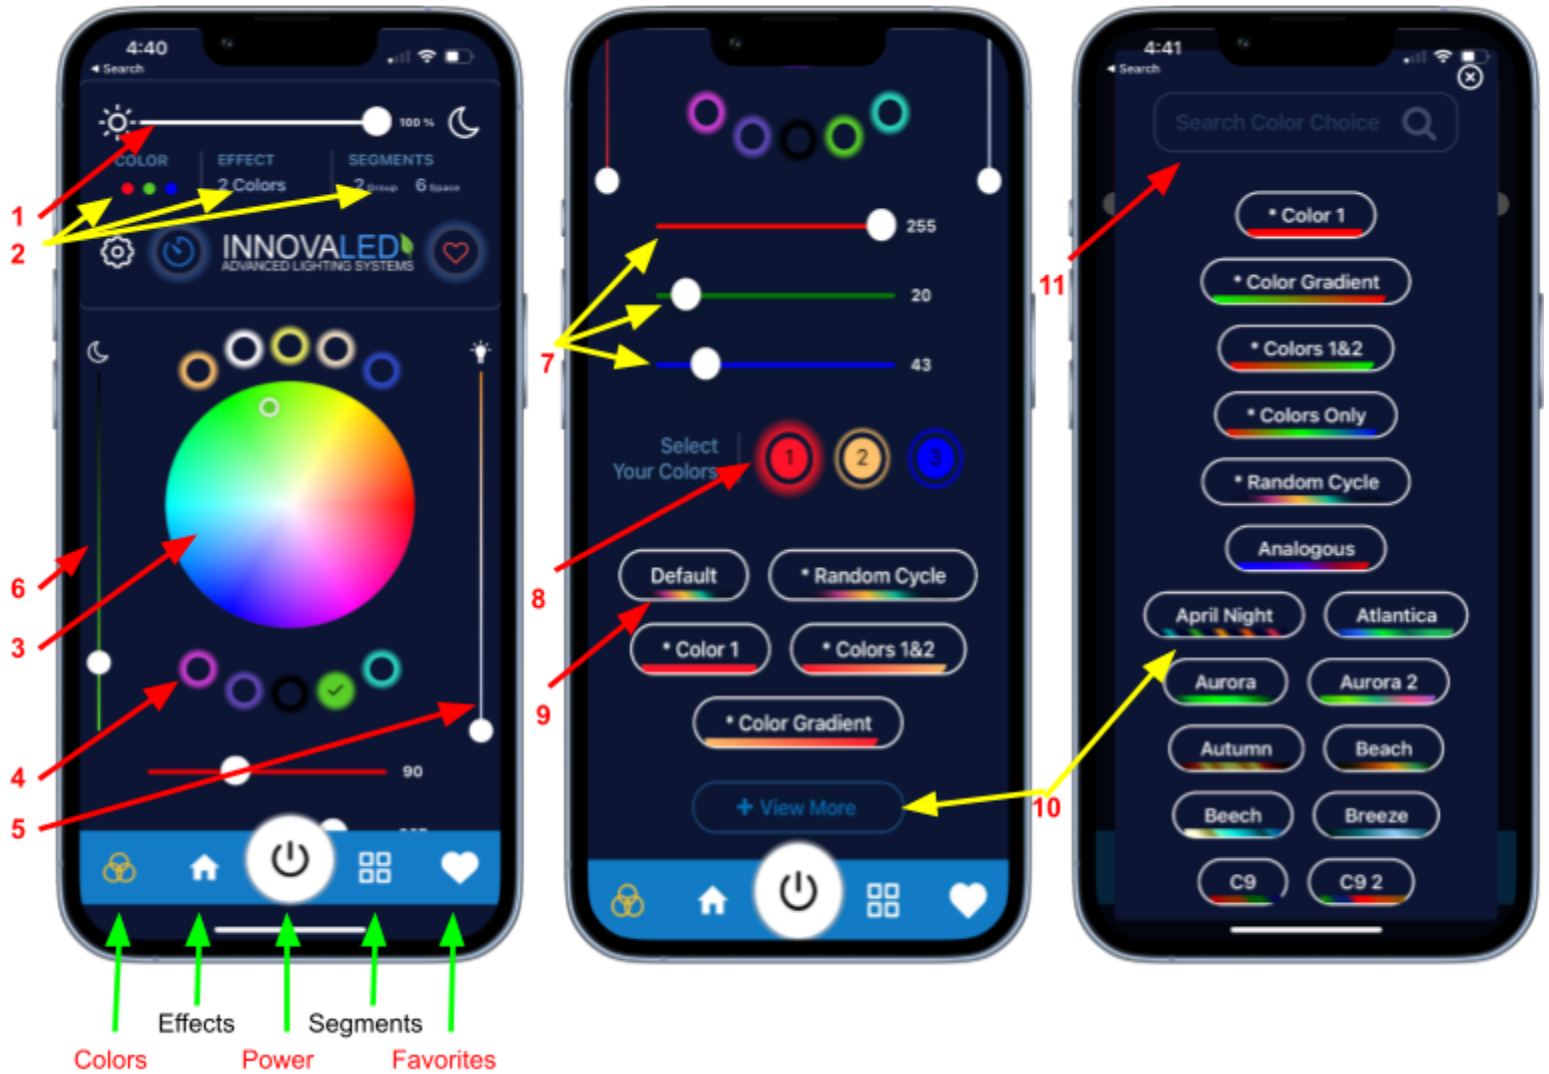 4:40
◀ Search
100 %
COLOR EFFECT SEGMENTS
2 Colors 2 Group 6 Space
INNOVALED
ADVANCED LIGHTING SYSTEMS
90
1
2
6
3
4
5
Effects Segments
Colors Power Favorites
255
20
43
7
Select
Your Colors
1 2 3
8
Default * Random Cycle
* Color 1 * Colors 1&2
9
* Color Gradient
+ View More
10
4:41
◀ Search
Search Color Choice
11
* Color 1
* Color Gradient
* Colors 1&2
* Colors Only
* Random Cycle
Analogous
April Night Atlantica
Aurora Aurora 2
Autumn Beach
Beech Breeze
C9 C9 2